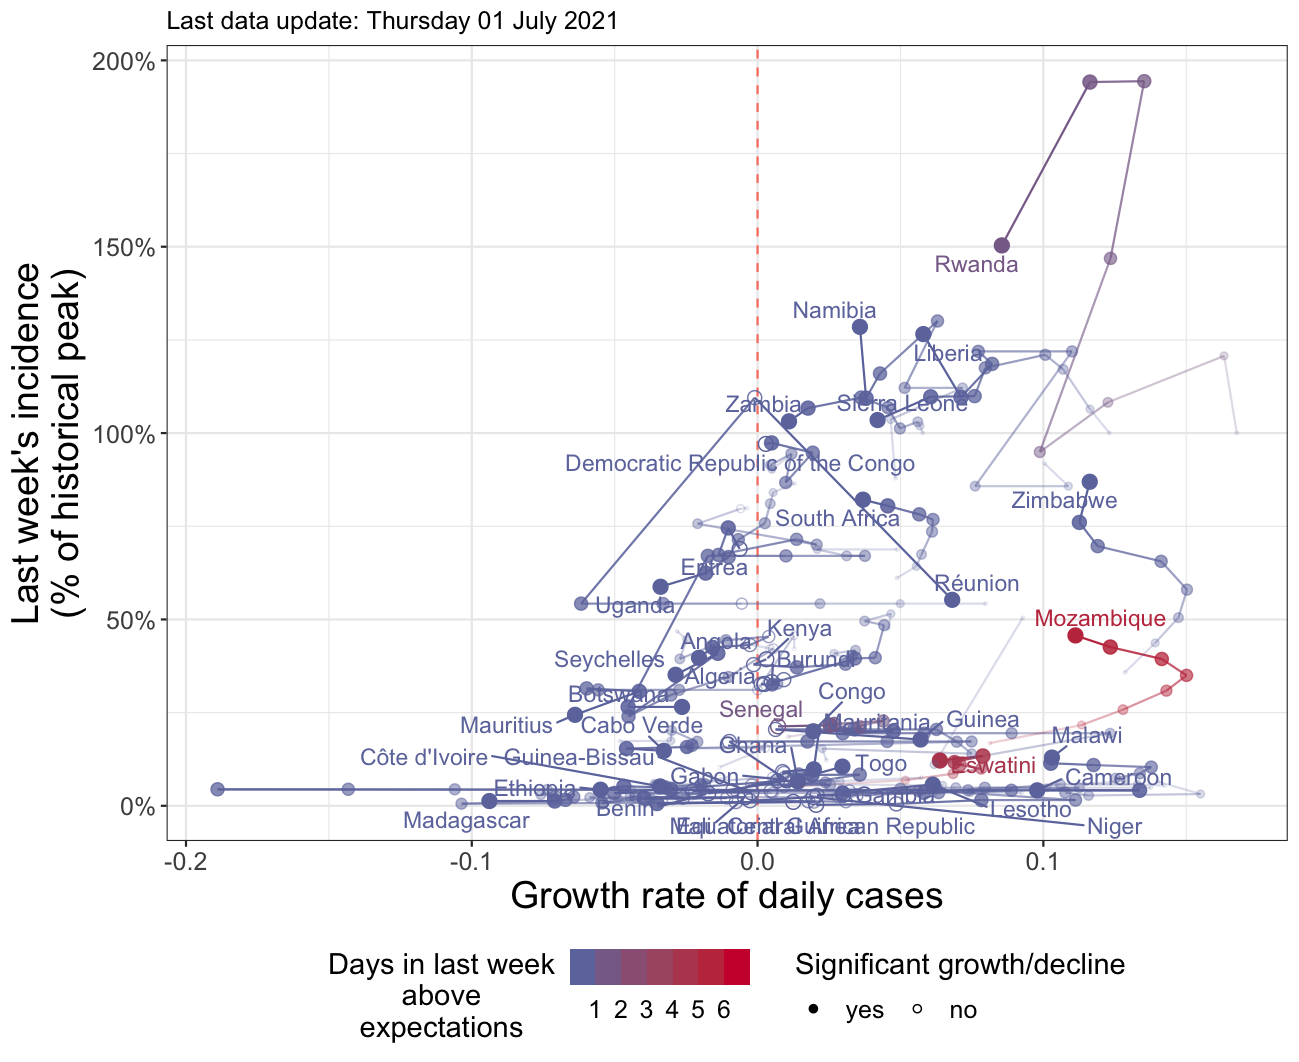 Last data update: Thursday 01 July 2021
200%
150%
100%
50%
0%
Last week's incidence
(% of historical peak)
Rwanda
Namibia
Liberia
Zambia
Sierra Leone
Democratic Republic of the Congo
Zimbabwe
South Africa
Eritrea
Réunion
Uganda
Mozambique
Kenya
Angola
Seychelles
Burundi
Algeria
Botswana
Congo
Senegal
Mauritius
Cabo Verde
Mauritania
Guinea
Malawi
Ghana
Côte d'Ivoire
Guinea-Bissau
Togo
Eswatini
Gabon
Cameroon
Ethiopia
Gambia
Benin
Lesotho
Madagascar
Mali
Equatorial Guinea
Central African Republic
Niger
-0.2
-0.1
0.0
0.1
Growth rate of daily cases
Days in last week
above
expectations
1 2 3 4 5 6
Significant growth/decline
yes
no